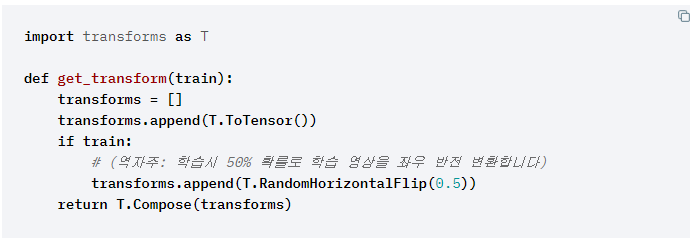 import transforms as T
def get_transform(train):
    transforms = []
    transforms.append(T.ToTensor())
    if train:
        # (역자주: 학습시 50% 확률로 학습 영상을 좌우 반전 변환합니다)
        transforms.append(T.RandomHorizontalFlip(0.5))
    return T.Compose(transforms)